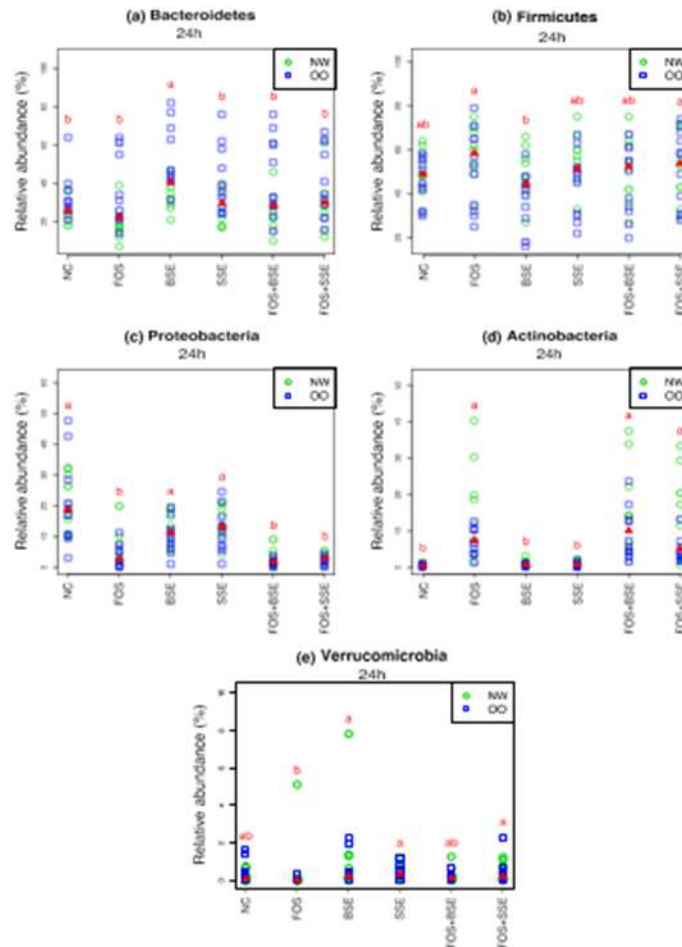 (a) Bacteroidetes
24h
NW
OO
a
b b b b b
Relative abundance (%)
NC FOS BSE SSE FOS+BSE FOS+SSE
(b) Firmicutes
24h
NW
OO
ab a b ab ab a
Relative abundance (%)
NC FOS BSE SSE FOS+BSE FOS+SSE
(c) Proteobacteria
24h
NW
OO
a b a a b b
Relative abundance (%)
NC FOS BSE SSE FOS+BSE FOS+SSE
(d) Actinobacteria
24h
NW
OO
b a b b a a
Relative abundance (%)
NC FOS BSE SSE FOS+BSE FOS+SSE
(e) Verrucomicrobia
24h
NW
OO
ab b a a ab a
Relative abundance (%)
NC FOS BSE SSE FOS+BSE FOS+SSE